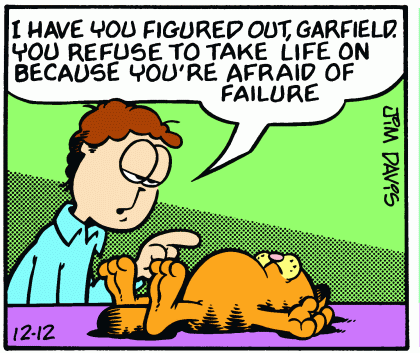 I HAVE YOU FIGURED OUT, GARFIELD.
YOU REFUSE TO TAKE LIFE ON
BECAUSE YOU'RE AFRAID OF
FAILURE
JIM DAVIS
12-12